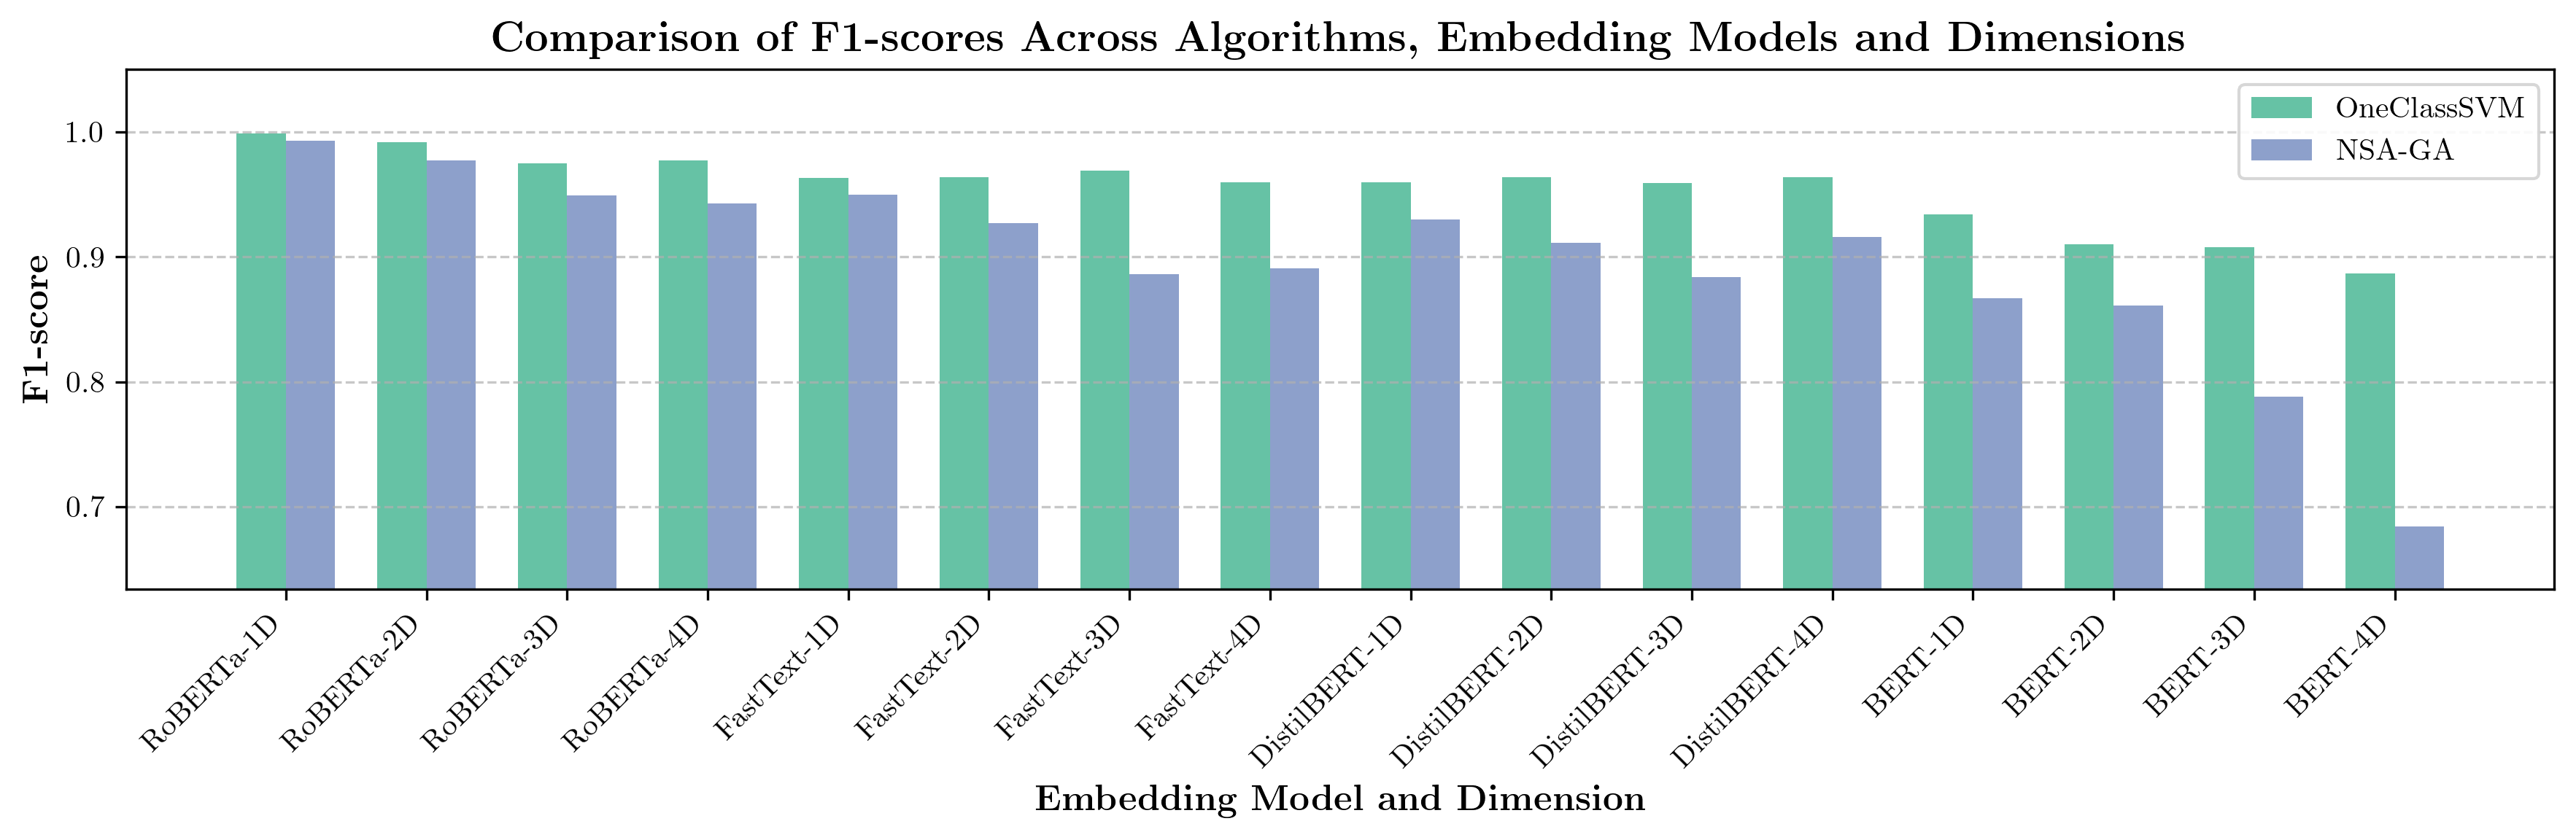 Comparison of F1-scores Across Algorithms, Embedding Models and Dimensions
OneClassSVM
NSA-GA
F1-score
1.0
0.9
0.8
0.7
RoBERTa-1D
RoBERTa-2D
RoBERTa-3D
RoBERTa-4D
FastText-1D
FastText-2D
FastText-3D
FastText-4D
DistilBERT-1D
DistilBERT-2D
DistilBERT-3D
DistilBERT-4D
BERT-1D
BERT-2D
BERT-3D
BERT-4D
Embedding Model and Dimension